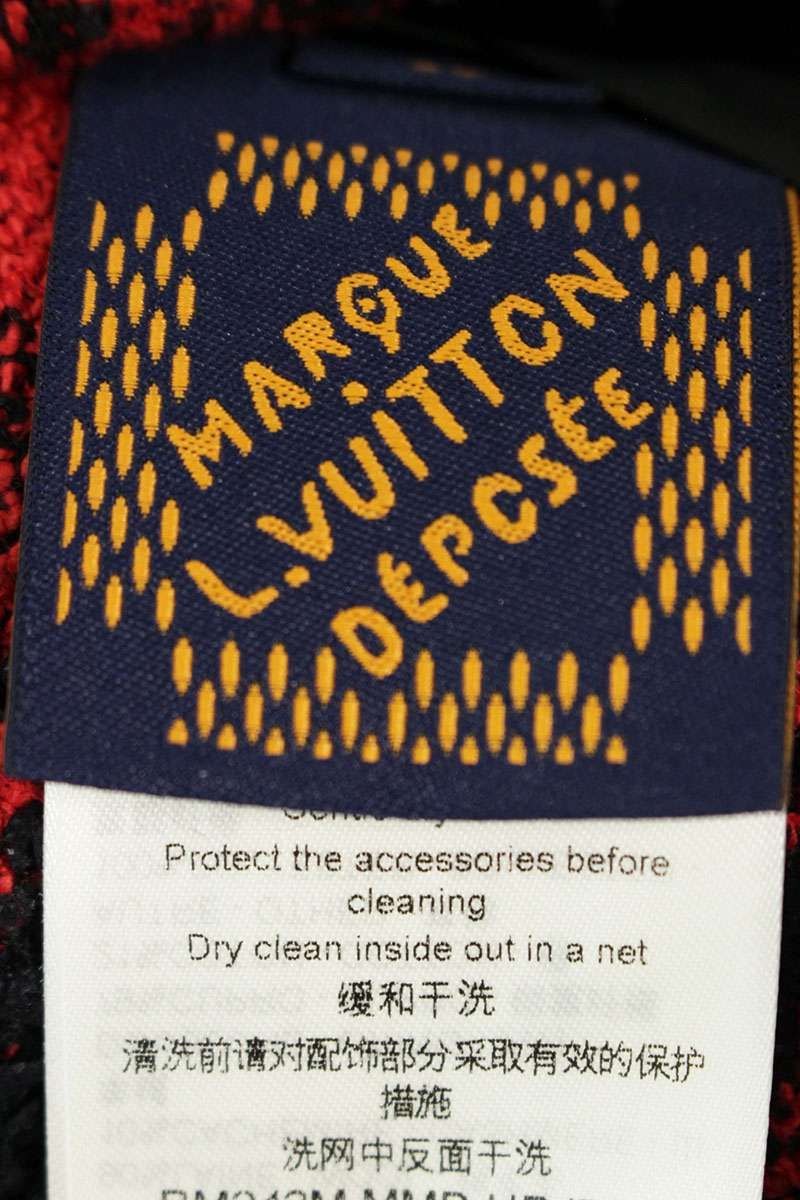 MARQUE
L.VUITTON
DÉPOSÉE
Protect the accessories before
cleaning
Dry clean inside out in a net
缓和干洗
清洗前请对配饰部分采取有效的保护
措施
洗网中反面干洗